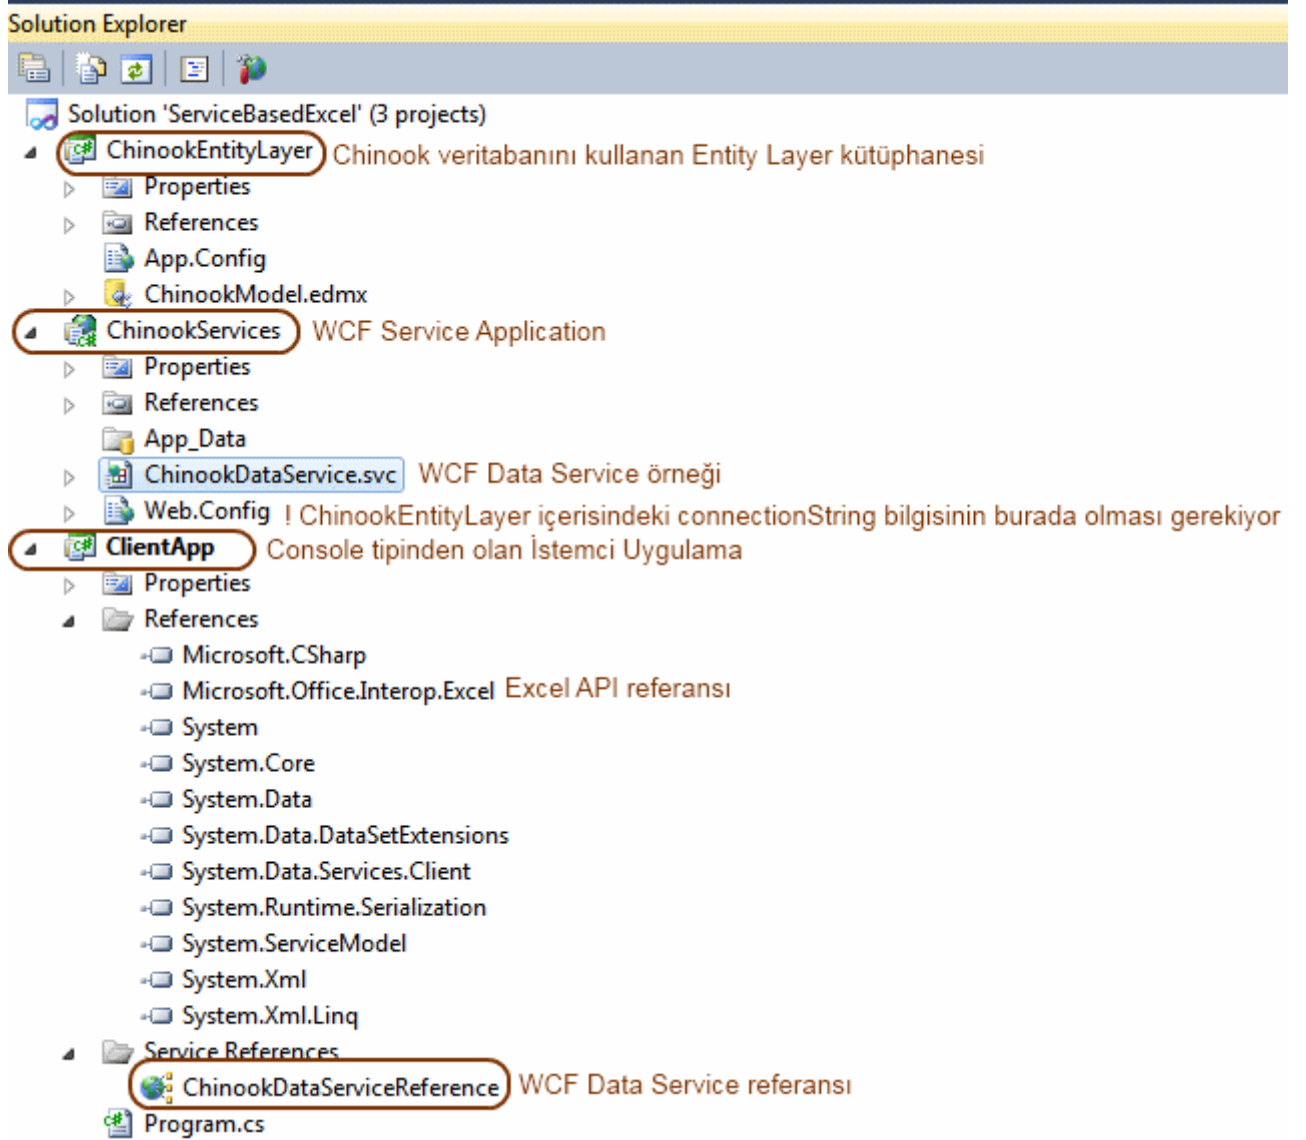 Solution Explorer
Solution 'ServiceBasedExcel' (3 projects)
ChinookEntityLayer Chinook veritabanını kullanan Entity Layer kütüphanesi
Properties
References
App.Config
ChinookModel.edmx
ChinookServices WCF Service Application
Properties
References
App_Data
ChinookDataService.svc WCF Data Service örneği
Web.Config ! ChinookEntityLayer içerisindeki connectionString bilgisinin burada olması gerekiyor
ClientApp Console tipinden olan İstemci Uygulama
Properties
References
Microsoft.CSharp
Microsoft.Office.Interop.Excel Excel API referansı
System
System.Core
System.Data
System.Data.DataSetExtensions
System.Data.Services.Client
System.Runtime.Serialization
System.ServiceModel
System.Xml
System.Xml.Linq
Service References
ChinookDataServiceReference WCF Data Service referansı
Program.cs